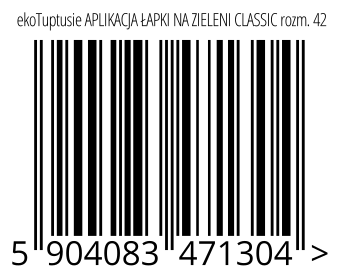 ekoTuptusie APLIKACJA ŁAPKI NA ZIELENI CLASSIC rozm. 42
5 904083 471304 >